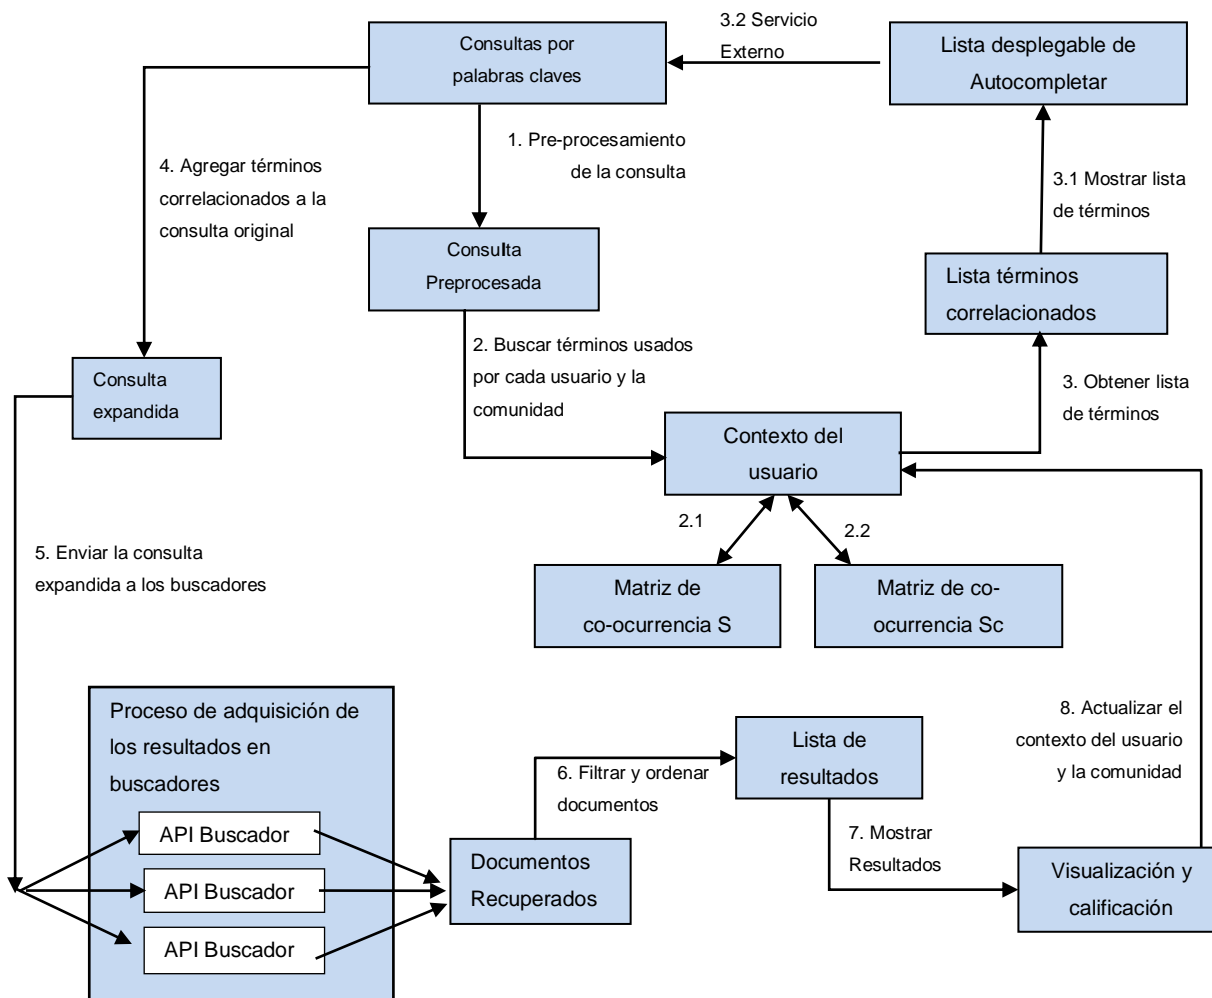 Consultas por
palabras claves
3.2 Servicio
Externo
Lista desplegable de
Autocompletar
1. Pre-procesamiento
de la consulta
4. Agregar términos
correlacionados a la
consulta original
3.1 Mostrar lista
de términos
Consulta
Preprocesada
Lista términos
correlacionados
2. Buscar términos usados
por cada usuario y la
comunidad
Consulta
expandida
3. Obtener lista
de términos
Contexto del
usuario
2.1
2.2
5. Enviar la consulta
expandida a los buscadores
Matriz de
co-ocurrencia S
Matriz de co-
ocurrencia Sc
Proceso de adquisición de
los resultados en
buscadores
API Buscador
API Buscador
API Buscador
Documentos
Recuperados
6. Filtrar y ordenar
documentos
Lista de
resultados
7. Mostrar
Resultados
8. Actualizar el
contexto del usuario
y la comunidad
Visualización y
calificación